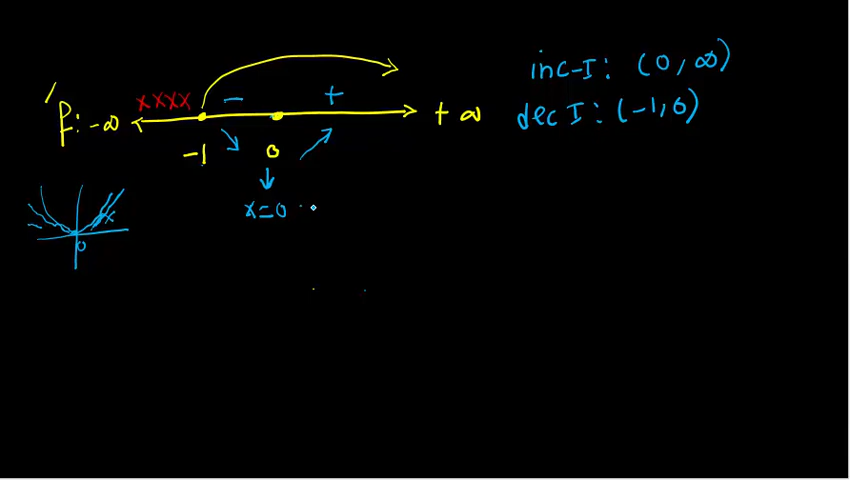 inc-I: (0, ∞)
xxxx - +
f': -∞ + ∞
dec I: (-1, 0)
-1 0
x=0
x
0